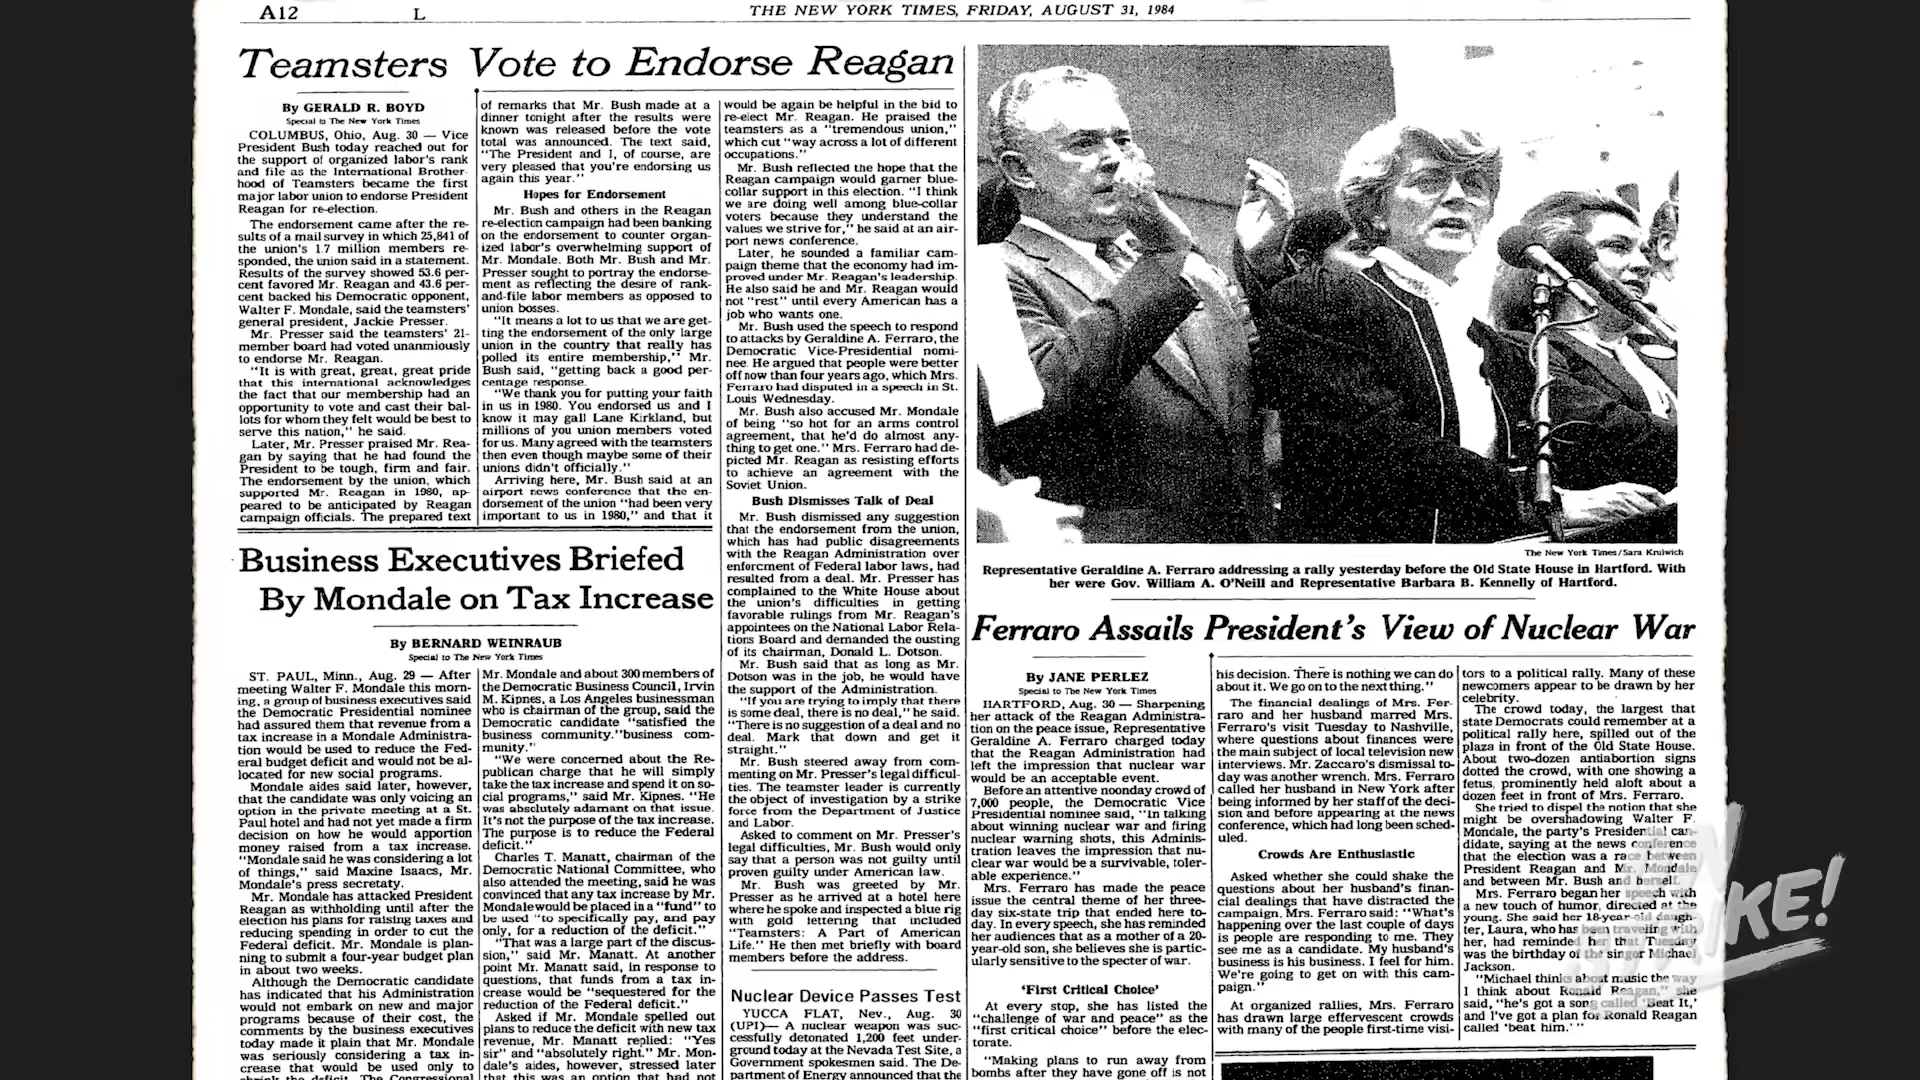 A12
L
THE NEW YORK TIMES, FRIDAY, AUGUST 31, 1984
Teamsters Vote to Endorse Reagan
By GERALD R. BOYD
Special to The New York Times
COLUMBUS, Ohio, Aug. 30 — Vice
President Bush today reached out for
the support of organized labor's rank
and file as the International Brother-
hood of Teamsters became the first
major labor union to endorse President
Reagan for re-election.
The endorsement came after the re-
sults of a mail survey in which 25,841 of
the union's 1.7 million members re-
sponded, the union said in a statement.
Results of the survey showed 53.6 per-
cent favored Mr. Reagan and 43.6 per-
cent backed his Democratic opponent,
Walter F. Mondale, said the teamsters'
general president, Jackie Presser.
Mr. Presser said the teamsters' 21-
member board had voted unanimously
to endorse Mr. Reagan.
"It is with great, great, great pride
that this international acknowledges
the fact that our membership had an
opportunity to vote and cast their bal-
lots for whom they felt would be best to
serve this nation," he said.
Later, Mr. Presser praised Mr. Rea-
gan by saying that he had found the
President to be tough, firm and fair.
The endorsement by the union, which
supported Mr. Reagan in 1980, ap-
peared to be anticipated by Reagan
campaign officials. The prepared text
of remarks that Mr. Bush made at a
dinner tonight after the results were
known was released before the vote
total was announced. The text said,
"The President and I, of course, are
very pleased that you're endorsing us
again this year."
Hopes for Endorsement
Mr. Bush and others in the Reagan
re-election campaign had been banking
on the endorsement to counter organ-
ized labor's overwhelming support of
Mr. Mondale. Both Mr. Bush and Mr.
Presser sought to portray the endorse-
ment as reflecting the desire of rank-
and-file labor members as opposed to
union bosses.
"It means a lot to us that we are get-
ting the endorsement of the only large
union in the country that really has
polled its entire membership," Mr.
Bush said, "getting back a good per-
centage response.
"We thank you for putting your faith
in us in 1980. You endorsed us and I
know it may gall Lane Kirkland, but
millions of you union members voted
for us. Many agreed with the teamsters
then even though maybe some of their
unions didn't officially."
Arriving here, Mr. Bush said at an
airport news conference that the en-
dorsement of the union "had been very
important to us in 1980," and that it
would be again be helpful in the bid to
re-elect Mr. Reagan. He praised the
teamsters as a "tremendous union,"
which cut "way across a lot of different
occupations."
Mr. Bush reflected the hope that the
Reagan campaign would garner blue-
collar support in this election. "I think
we are doing well among blue-collar
voters because they understand the
values we strive for," he said at an air-
port news conference.
Later, he sounded a familiar cam-
paign theme that the economy had im-
proved under Mr. Reagan's leadership.
He also said he and Mr. Reagan would
not "rest" until every American has a
job who wants one.
Mr. Bush used the speech to respond
to attacks by Geraldine A. Ferraro, the
Democratic Vice-Presidential nomi-
nee. He argued that people were better
off now than four years ago, which Mrs.
Ferraro had disputed in a speech in St.
Louis Wednesday.
Mr. Bush also accused Mr. Mondale
of being "so hot for an arms control
agreement, that he'd do almost any-
thing to get one." Mrs. Ferraro had de-
picted Mr. Reagan as resisting efforts
to achieve an agreement with the
Soviet Union.
Bush Dismisses Talk of Deal
Mr. Bush dismissed any suggestion
that the endorsement from the union,
which has had public disagreements
with the Reagan Administration over
enforcment of Federal labor laws, had
resulted from a deal. Mr. Presser has
complained to the White House about
the union's difficulties in getting
favorable rulings from Mr. Reagan's
appointees on the National Labor Rela-
tions Board and demanded the ousting
of its chairman, Donald L. Dotson.
Mr. Bush said that as long as Mr.
Dotson was in the job, he would have
the support of the Administration.
"If you are trying to imply that there
is some deal, there is no deal," he said.
"There is no suggestion of a deal and no
deal. Mark that down and get it
straight."
Mr. Bush steered away from com-
menting on Mr. Presser's legal difficul-
ties. The teamster leader is currently
the object of investigation by a strike
force from the Department of Justice
and Labor.
Asked to comment on Mr. Presser's
legal difficulties, Mr. Bush would only
say that a person was not guilty until
proven guilty under American law.
Mr. Bush was greeted by Mr.
Presser as he arrived at a hotel here
where he spoke and inspected a blue rig
with gold lettering that included
"Teamsters: A Part of American
Life." He then met briefly with board
members before the address.
Business Executives Briefed
By Mondale on Tax Increase
By BERNARD WEINRAUB
Special to The New York Times
ST. PAUL, Minn., Aug. 29 — After
meeting Walter F. Mondale this morn-
ing, a group of business executives said
the Democratic Presidential nominee
had assured them that revenue from a
tax increase in a Mondale Administra-
tion would be used to reduce the Fed-
eral budget deficit and would not be al-
located for new social programs.
Mondale aides said later, however,
that the candidate was only voicing an
option in the private meeting at a St.
Paul hotel and had not yet made a firm
decision on how he would apportion
money raised from a tax increase.
"Mondale said he was considering a lot
of things," said Maxine Isaacs, Mr.
Mondale's press secretaty.
Mr. Mondale has attacked President
Reagan as withholding until after the
election his plans for raising taxes and
reducing spending in order to cut the
Federal deficit. Mr. Mondale is plan-
ning to submit a four-year budget plan
in about two weeks.
Although the Democratic candidate
has indicated that his Administration
would not embark on new and major
programs because of their cost, the
comments by the business executives
today made it plain that Mr. Mondale
was seriously considering a tax in-
crease that would be used only to
shrink the deficit. The Congressional
Mr. Mondale and about 300 members of
the Democratic Business Council, Irvin
M. Kipnes, a Los Angeles businessman
who is chairman of the group, said the
Democratic candidate "satisfied the
business community."business com-
munity."
"We were concerned about the Re-
publican charge that he will simply
take the tax increase and spend it on so-
cial programs," said Mr. Kipnes. "He
was absolutely adamant on that issue.
It's not the purpose of the tax increase.
The purpose is to reduce the Federal
deficit."
Charles T. Manatt, chairman of the
Democratic National Committee, who
also attended the meeting, said he was
convinced that any tax increase by Mr.
Mondale would be placed in a "fund" to
be used "to specifically pay, and pay
only, for a reduction of the deficit."
"That was a large part of the discus-
sion," said Mr. Manatt. At another
point Mr. Manatt said, in response to
questions, that funds from a tax in-
crease would be "sequestered for the
reduction of the Federal deficit."
Asked if Mr. Mondale spelled out
plans to reduce the deficit with new tax
revenue, Mr. Manatt replied: "Yes
sir" and "absolutely right." Mr. Mon-
dale's aides, however, stressed later
that this was an option that had not
Nuclear Device Passes Test
YUCCA FLAT, Nev., Aug. 30
(UPI)— A nuclear weapon was suc-
cessfully detonated 1,200 feet under-
ground today at the Nevada Test Site, a
Government spokesmen said. The De-
partment of Energy announced that the
The New York Times/Sara Krulwich
Representative Geraldine A. Ferraro addressing a rally yesterday before the Old State House in Hartford. With
her were Gov. William A. O'Neill and Representative Barbara B. Kennelly of Hartford.
Ferraro Assails President's View of Nuclear War
By JANE PERLEZ
Special to The New York Times
HARTFORD, Aug. 30 — Sharpening
her attack of the Reagan Administra-
tion on the peace issue, Representative
Geraldine A. Ferraro charged today
that the Reagan Administration had
left the impression that nuclear war
would be an acceptable event.
Before an attentive noonday crowd of
7,000 people, the Democratic Vice
Presidential nominee said, "In talking
about winning nuclear war and firing
nuclear warning shots, this Adminis-
tration leaves the impression that nu-
clear war would be a survivable, toler-
able experience."
Mrs. Ferraro has made the peace
issue the central theme of her three-
day six-state trip that ended here to-
day. In every speech, she has reminded
her audiences that as a mother of a 20-
year-old son, she believes she is partic-
ularly sensitive to the specter of war.
'First Critical Choice'
At every stop, she has listed the
"challenge of war and peace" as the
"first critical choice" before the elec-
torate.
"Making plans to run away from
bombs after they have gone off is not
his decision. There is nothing we can do
about it. We go on to the next thing."
The financial dealings of Mrs. Fer-
raro and her husband marred Mrs.
Ferraro's visit Tuesday to Nashville,
where questions about finances were
the main subject of local television new
interviews. Mr. Zaccaro's dismissal to-
day was another wrench. Mrs. Ferraro
called her husband in New York after
being informed by her staff of the deci-
sion and before appearing at the news
conference, which had long been sched-
uled.
Crowds Are Enthusiastic
Asked whether she could shake the
questions about her husband's finan-
cial dealings that have distracted the
campaign, Mrs. Ferraro said: "What's
happening over the last couple of days
is people are responding to me. They
see me as a candidate. My husband's
business is his business. I feel for him.
We're going to get on with this cam-
paign."
At organized rallies, Mrs. Ferraro
has drawn large effervescent crowds
with many of the people first-time visi-
tors to a political rally. Many of these
newcomers appear to be drawn by her
celebrity.
The crowd today, the largest that
state Democrats could remember at a
political rally here, spilled out of the
plaza in front of the Old State House.
About two-dozen antiabortion signs
dotted the crowd, with one showing a
fetus, prominently held aloft about a
dozen feet in front of Mrs. Ferraro.
She tried to dispel the notion that she
might be overshadowing Walter F.
Mondale, the party's Presidential can-
didate, saying at the news conference
that the election was a race between
President Reagan and Mr. Mondale
and between Mr. Bush and herself.
Mrs. Ferraro began her speech with
a new touch of humor, directed at the
young. She said her 18-year-old daugh-
ter, Laura, who has been traveling with
her, had reminded her that Tuesday
was the birthday of the singer Michael
Jackson.
"Michael thinks about music the way
I think about Ronald Reagan," she
said, "he's got a song called 'Beat It,'
and I've got a plan for Ronald Reagan
called 'beat him.' "
ON
STRIKE!